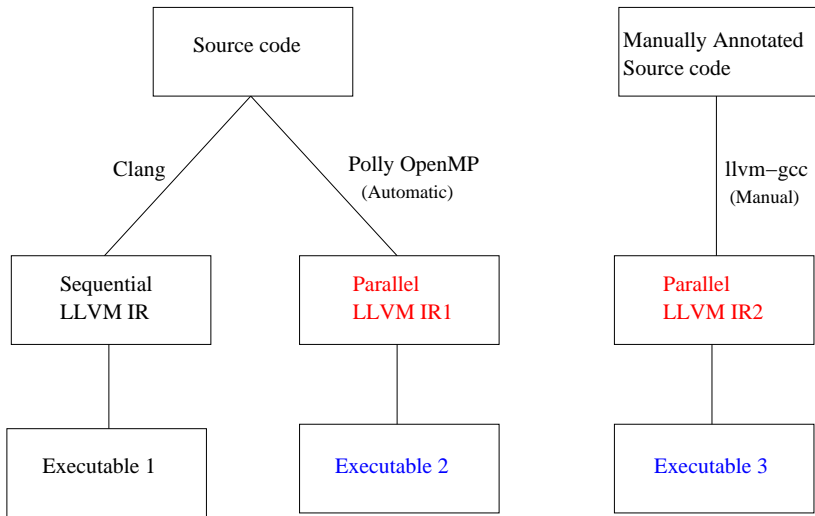 Source code
Manually Annotated
Source code
Clang
Polly OpenMP
(Automatic)
llvm−gcc
(Manual)
Sequential
LLVM IR
Parallel
LLVM IR1
Parallel
LLVM IR2
Executable 1
Executable 2
Executable 3